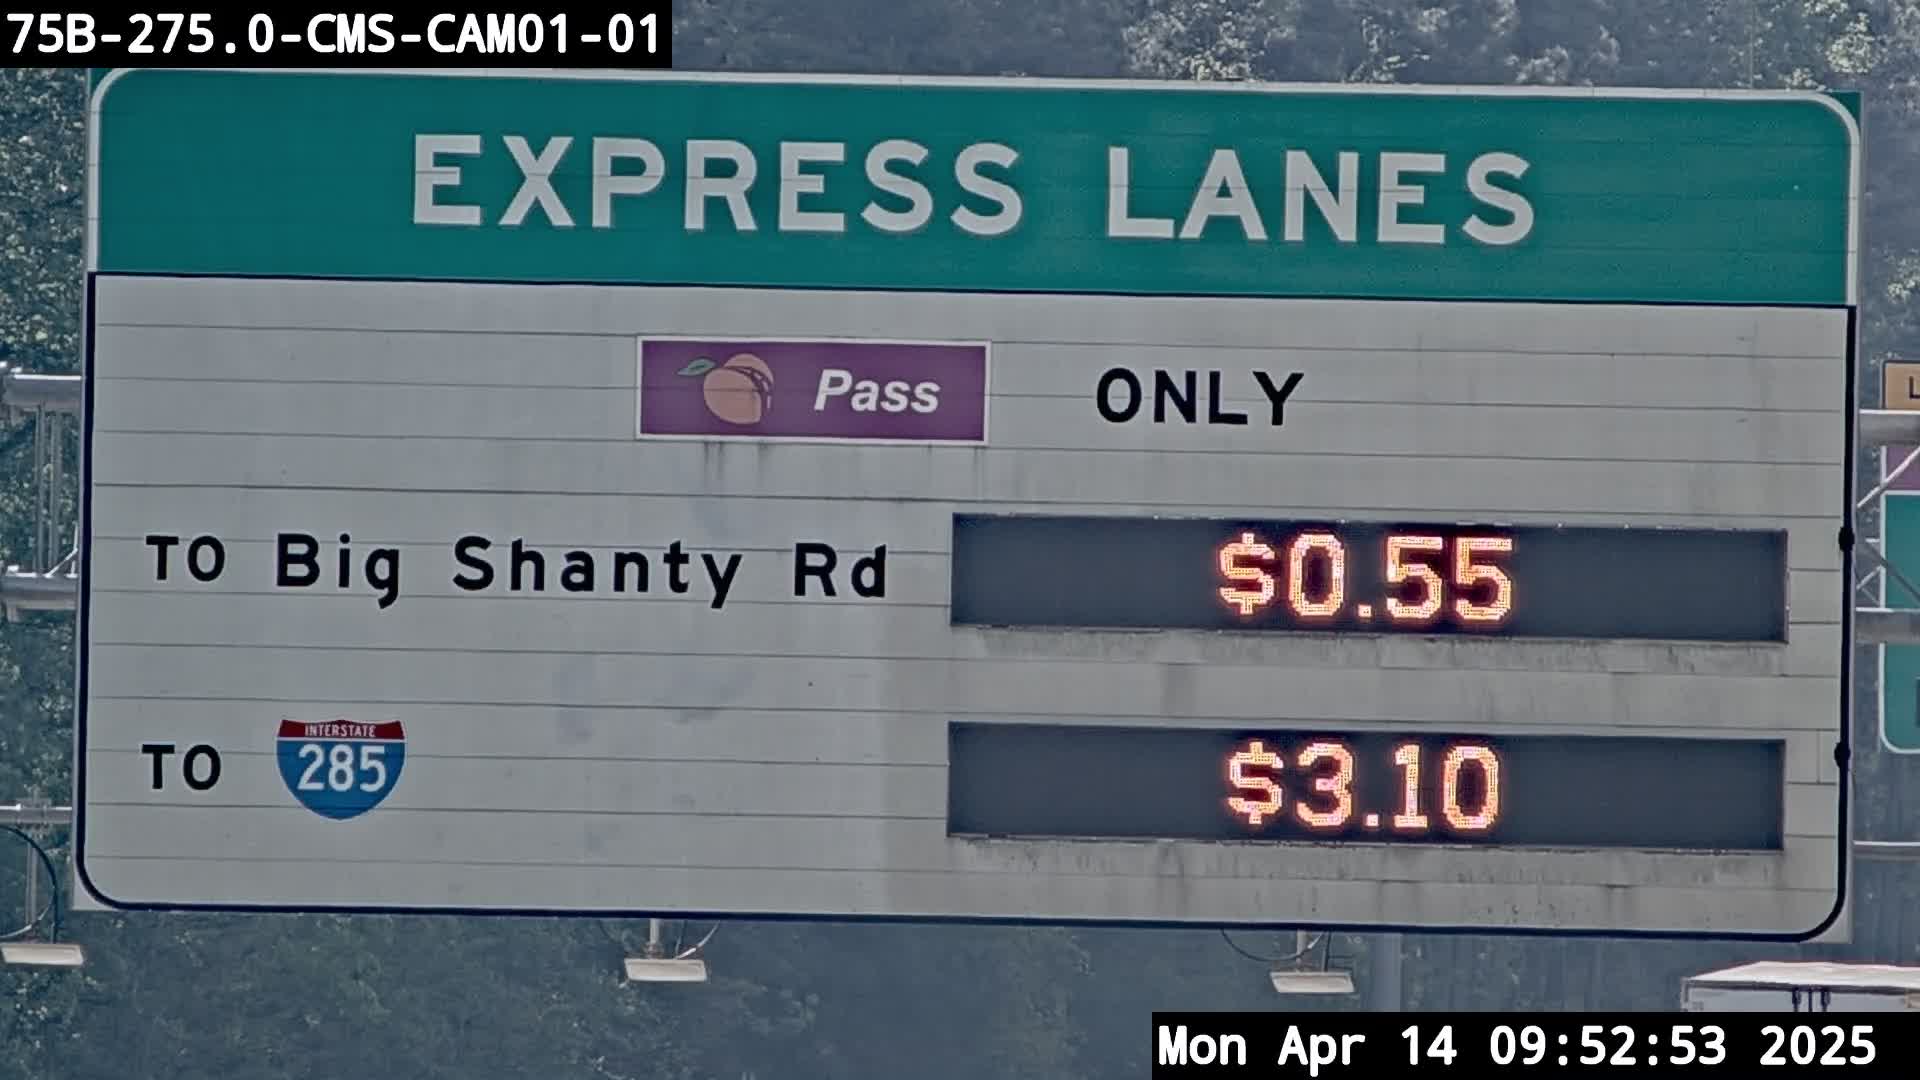 75B-275.0-CMS-CAM01-01
EXPRESS LANES
Pass ONLY
TO Big Shanty Rd $0.55
TO INTERSTATE 285 $3.10
Mon Apr 14 09:52:53 2025